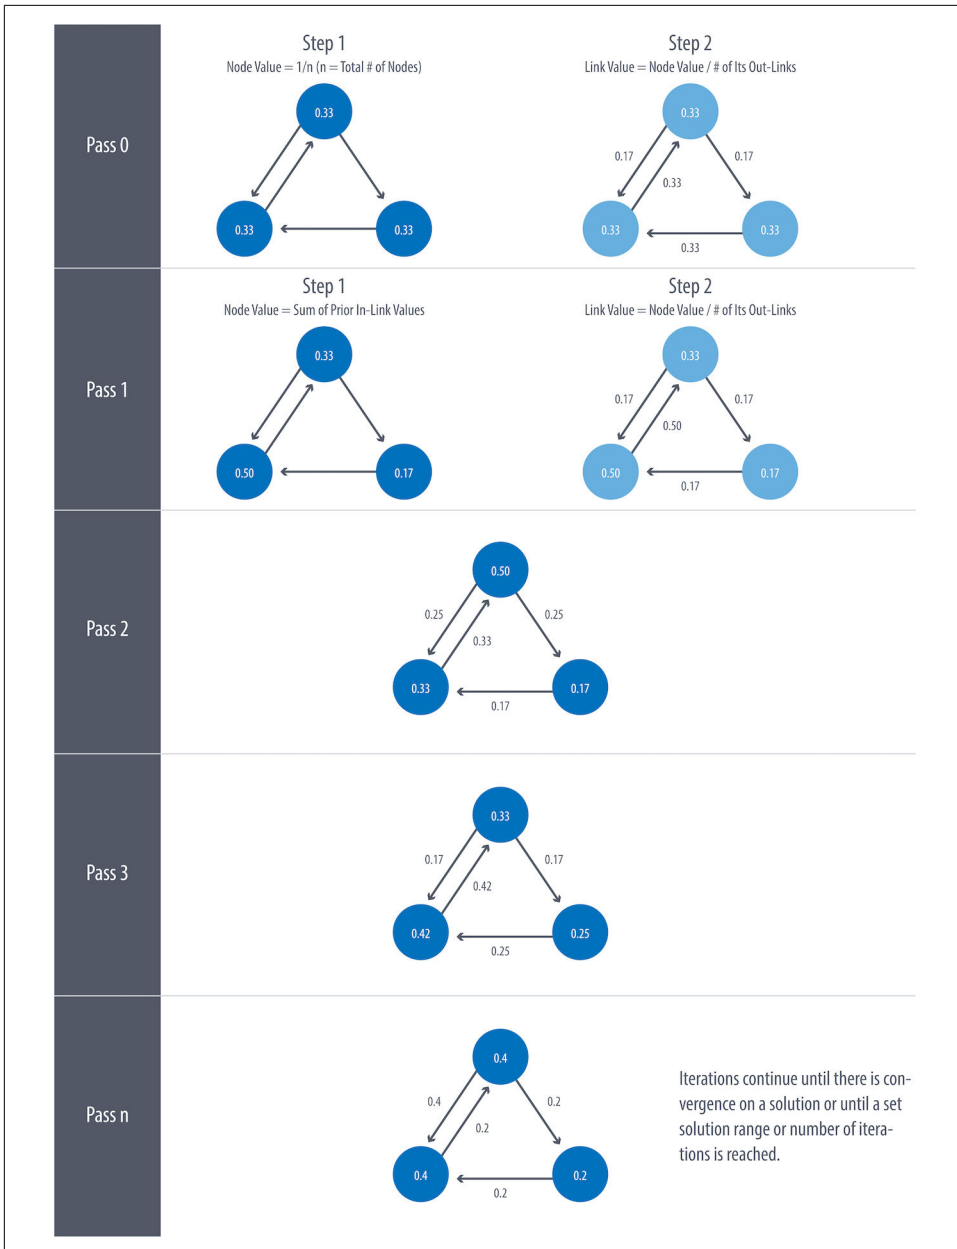 Pass 0
Step 1
Node Value = 1/n (n = Total # of Nodes)
0.33
0.33
0.33
Step 2
Link Value = Node Value / # of Its Out-Links
0.33
0.17
0.17
0.33
0.33
0.33
0.33
Pass 1
Step 1
Node Value = Sum of Prior In-Link Values
0.33
0.50
0.17
Step 2
Link Value = Node Value / # of Its Out-Links
0.33
0.17
0.17
0.50
0.50
0.17
0.17
Pass 2
0.50
0.25
0.25
0.33
0.33
0.17
0.17
Pass 3
0.33
0.17
0.17
0.42
0.42
0.25
0.25
Pass n
0.4
0.4
0.2
0.2
0.4
0.2
0.2
Iterations continue until there is con-
vergence on a solution or until a set
solution range or number of itera-
tions is reached.